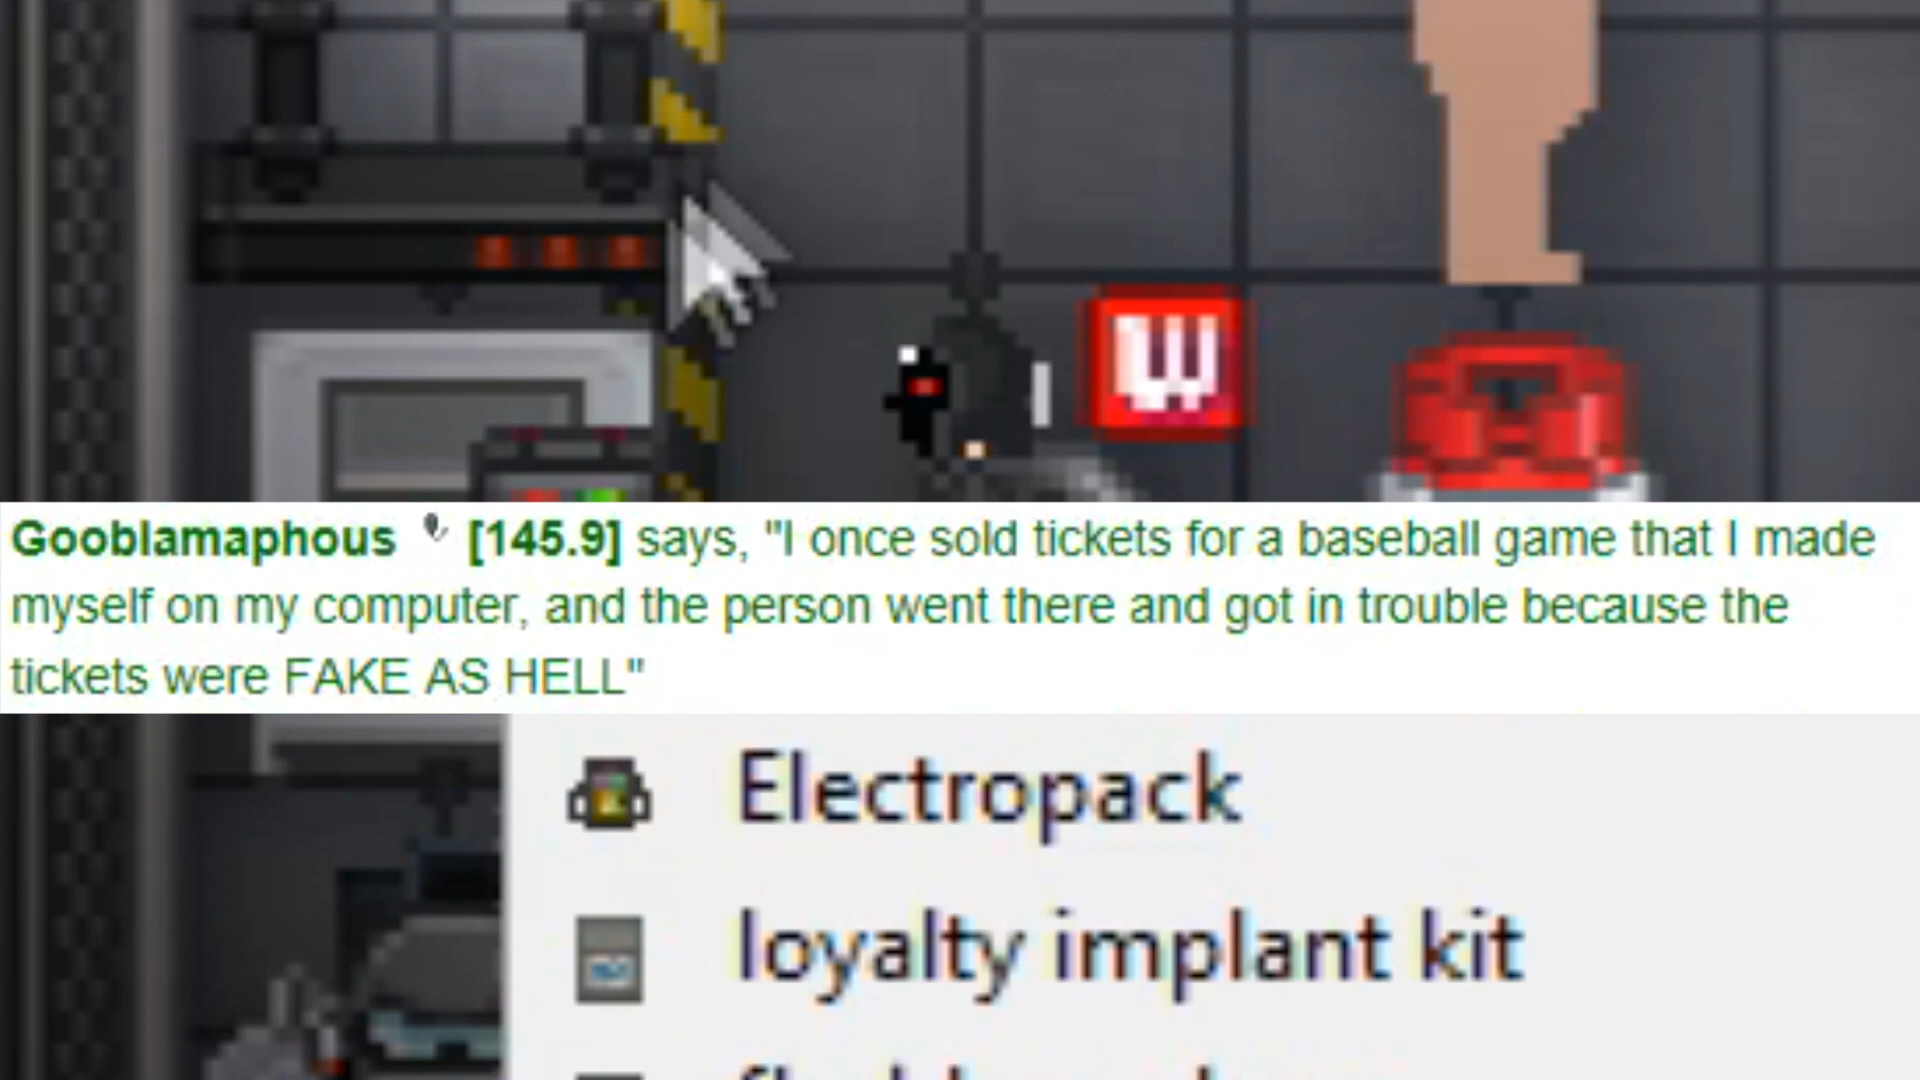 W
Gooblamaphous [145.9] says, "I once sold tickets for a baseball game that I made
myself on my computer, and the person went there and got in trouble because the
tickets were FAKE AS HELL"
Electropack
loyalty implant kit